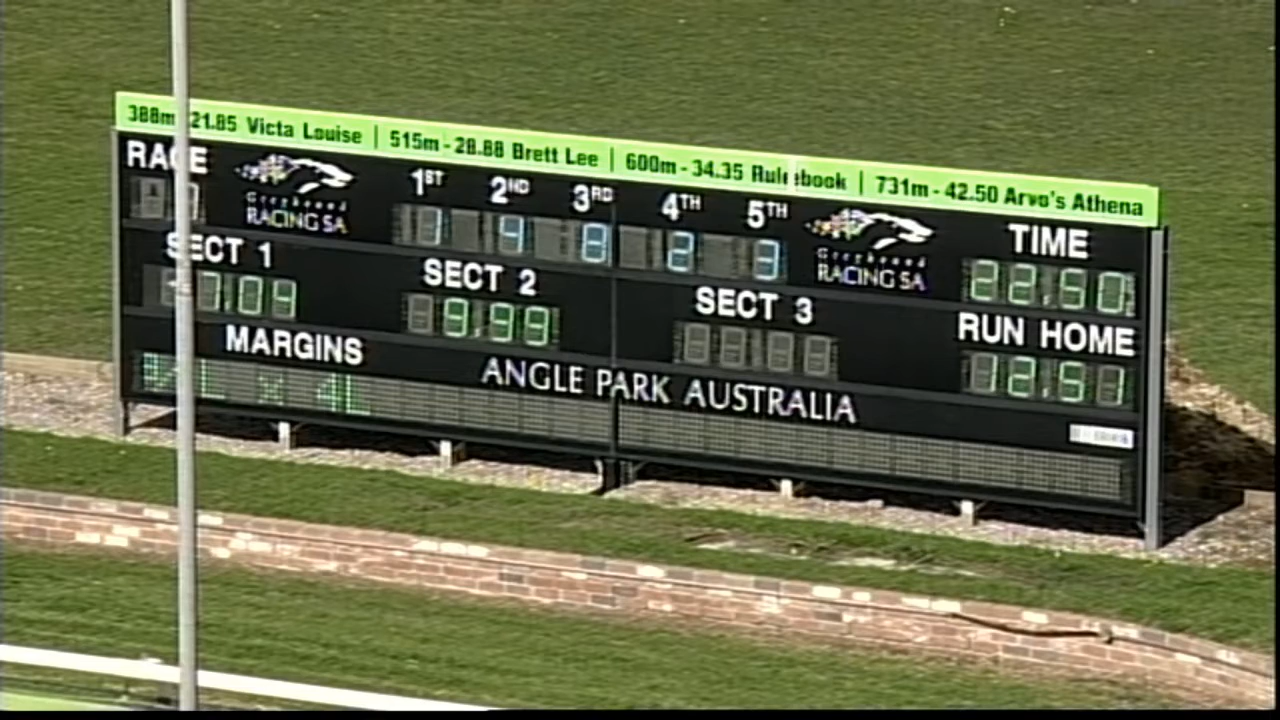 388m 21.85 Victa Louise | 515m - 28.88 Brett Lee | 600m - 34.35 Rulebook | 731m - 42.50 Arvo's Athena
RACE
Greyhound
RACING SA
1ST 2ND 3RD 4TH 5TH
4 8 2 3
Greyhound
RACING SA
TIME
22.50
SECT 1
7.04
SECT 2
9.99
SECT 3
RUN HOME
12.51
MARGINS
L x 4L
ANGLE PARK AUSTRALIA